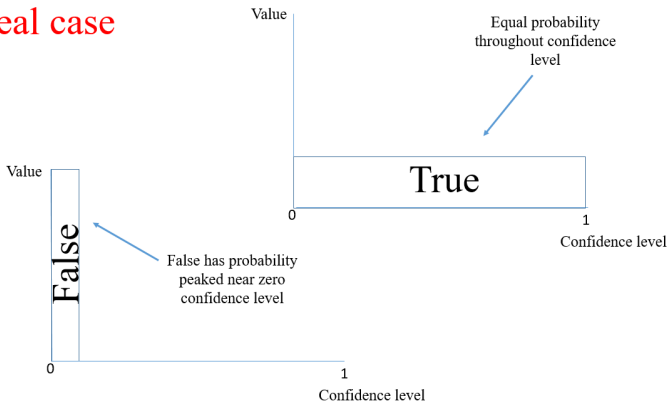 eal case
Value
Equal probability
throughout confidence
level
True
0
1
Confidence level
Value
False
False has probability
peaked near zero
confidence level
0
1
Confidence level